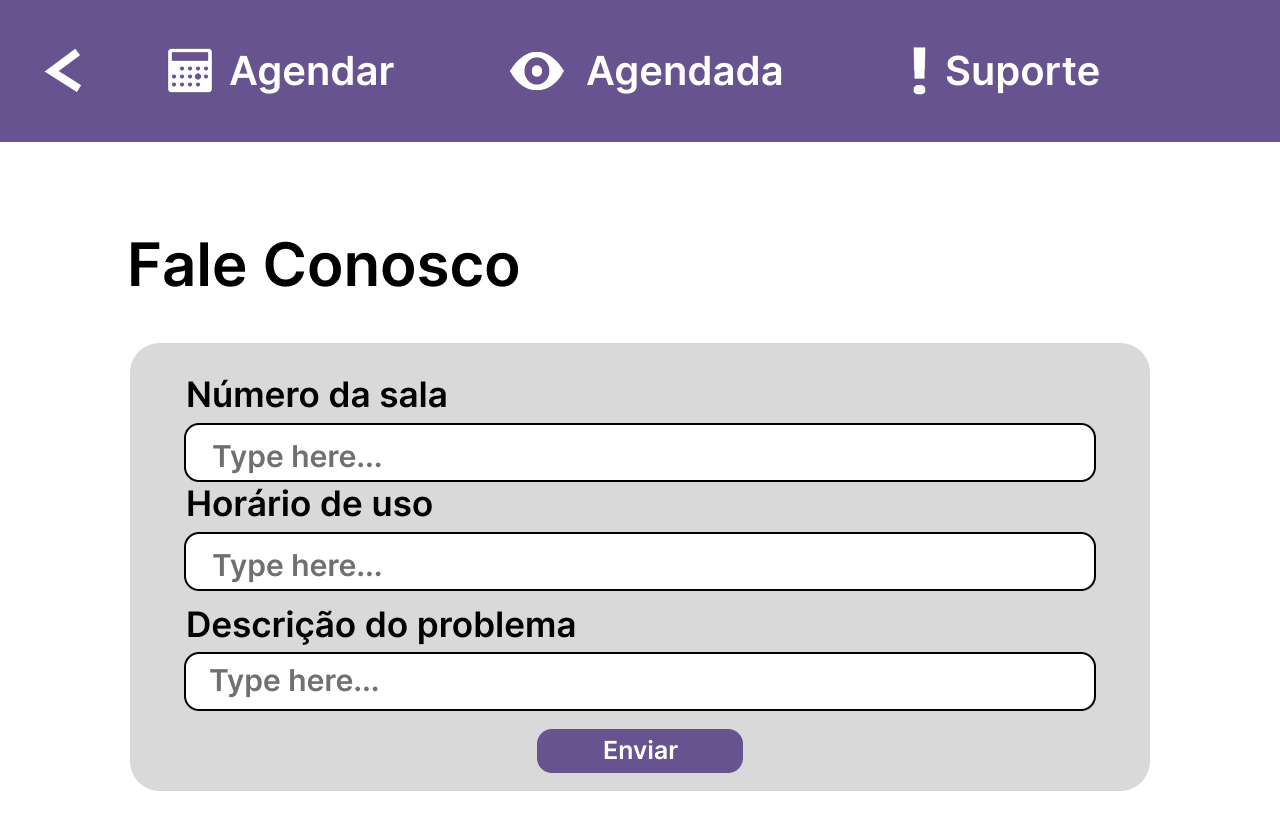 Agendar Agendada Suporte
Fale Conosco
Número da sala
Type here...
Horário de uso
Type here...
Descrição do problema
Type here...
Enviar